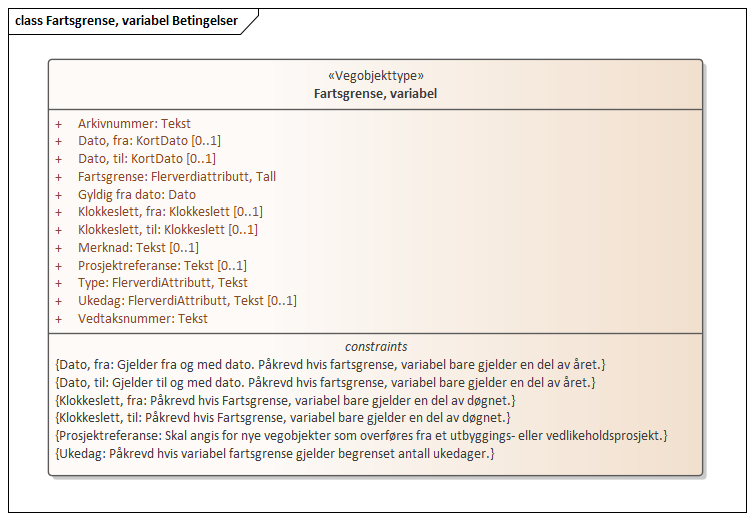 class Fartsgrense, variabel Betingelser
«Vegobjekttype»
Fartsgrense, variabel
+ Arkivnummer: Tekst
+ Dato, fra: KortDato [0..1]
+ Dato, til: KortDato [0..1]
+ Fartsgrense: Flerverdiattributt, Tall
+ Gyldig fra dato: Dato
+ Klokkeslett, fra: Klokkeslett [0..1]
+ Klokkeslett, til: Klokkeslett [0..1]
+ Merknad: Tekst [0..1]
+ Prosjektreferanse: Tekst [0..1]
+ Type: FlerverdiAttributt, Tekst
+ Ukedag: FlerverdiAttributt, Tekst [0..1]
+ Vedtaksnummer: Tekst
constraints
{Dato, fra: Gjelder fra og med dato. Påkrevd hvis fartsgrense, variabel bare gjelder en del av året.}
{Dato, til: Gjelder til og med dato. Påkrevd hvis fartsgrense, variabel bare gjelder en del av året.}
{Klokkeslett, fra: Påkrevd hvis Fartsgrense, variabel bare gjelder en del av døgnet.}
{Klokkeslett, til: Påkrevd hvis Fartsgrense, variabel bare gjelder en del av døgnet.}
{Prosjektreferanse: Skal angis for nye vegobjekter som overføres fra et utbyggings- eller vedlikeholdsprosjekt.}
{Ukedag: Påkrevd hvis variabel fartsgrense gjelder begrenset antall ukedager.}